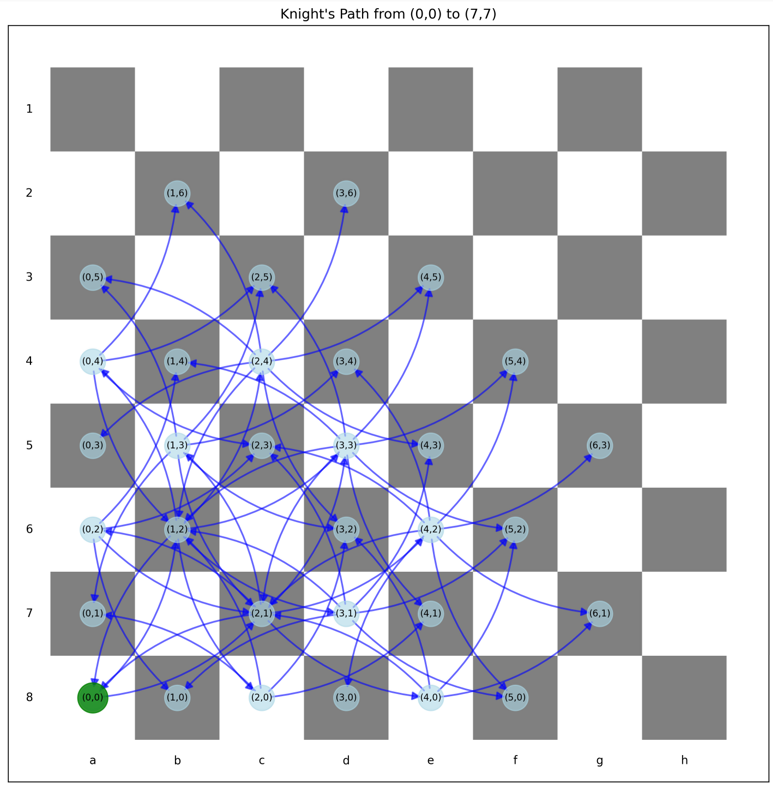 Knight's Path from (0,0) to (7,7)
1
2 (1,6) (3,6)
3 (0,5) (2,5) (4,5)
4 (0,4) (1,4) (2,4) (3,4) (5,4)
5 (0,3) (1,3) (2,3) (3,3) (4,3) (6,3)
6 (0,2) (1,2) (3,2) (4,2) (5,2)
7 (0,1) (2,1) (3,1) (4,1) (6,1)
8 (0,0) (1,0) (2,0) (3,0) (4,0) (5,0)
a b c d e f g h